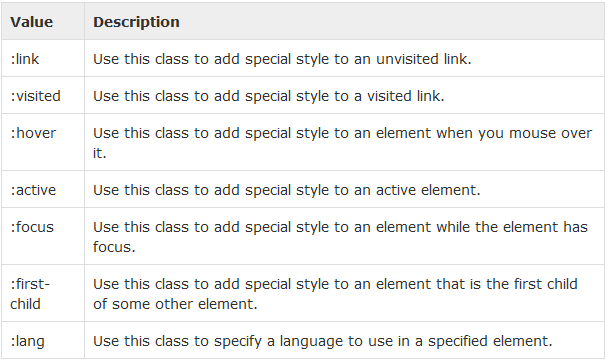 Value Description
:link Use this class to add special style to an unvisited link.
:visited Use this class to add special style to a visited link.
:hover Use this class to add special style to an element when you mouse over
it.
:active Use this class to add special style to an active element.
:focus Use this class to add special style to an element while the element has
focus.
:first- Use this class to add special style to an element that is the first child
child of some other element.
:lang Use this class to specify a language to use in a specified element.